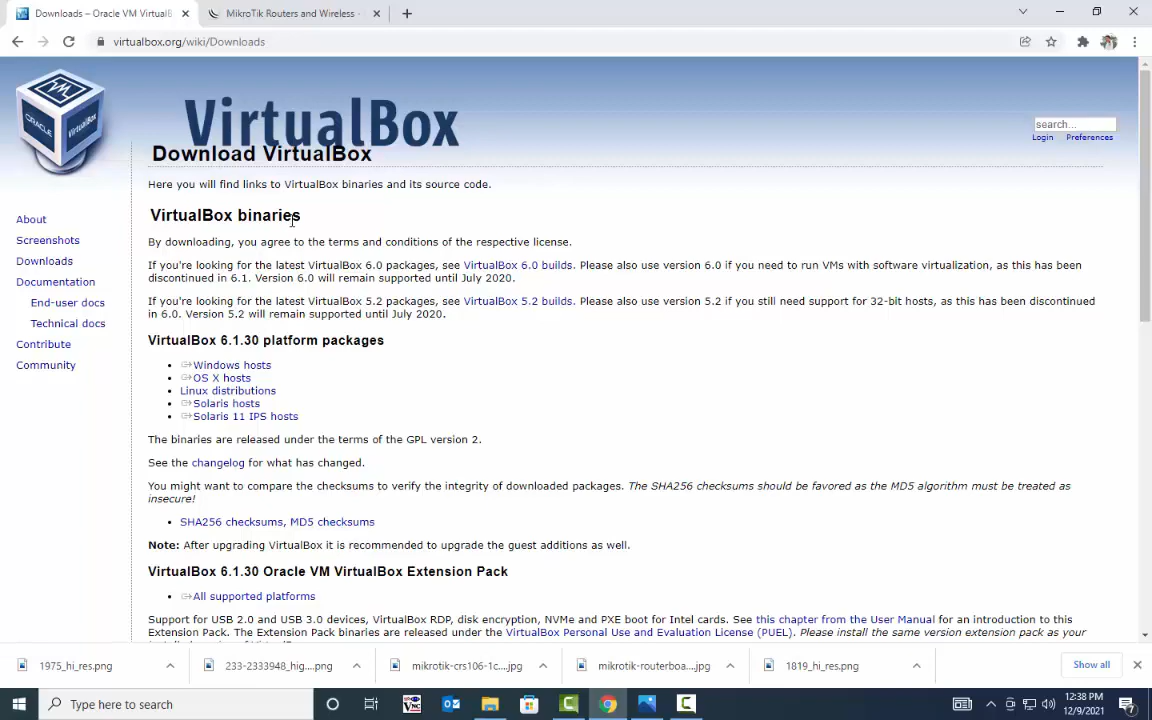 Downloads – Oracle VM VirtualB
MikroTik Routers and Wireless -
virtualbox.org/wiki/Downloads
VM
ORACLE
VirtualBox
VirtualBox
search...
Login Preferences
Download VirtualBox
Here you will find links to VirtualBox binaries and its source code.
About
Screenshots
Downloads
Documentation
End-user docs
Technical docs
Contribute
Community
VirtualBox binaries
By downloading, you agree to the terms and conditions of the respective license.
If you're looking for the latest VirtualBox 6.0 packages, see VirtualBox 6.0 builds. Please also use version 6.0 if you need to run VMs with software virtualization, as this has been
discontinued in 6.1. Version 6.0 will remain supported until July 2020.
If you're looking for the latest VirtualBox 5.2 packages, see VirtualBox 5.2 builds. Please also use version 5.2 if you still need support for 32-bit hosts, as this has been discontinued
in 6.0. Version 5.2 will remain supported until July 2020.
VirtualBox 6.1.30 platform packages
Windows hosts
OS X hosts
Linux distributions
Solaris hosts
Solaris 11 IPS hosts
The binaries are released under the terms of the GPL version 2.
See the changelog for what has changed.
You might want to compare the checksums to verify the integrity of downloaded packages. The SHA256 checksums should be favored as the MD5 algorithm must be treated as
insecure!
SHA256 checksums, MD5 checksums
Note: After upgrading VirtualBox it is recommended to upgrade the guest additions as well.
VirtualBox 6.1.30 Oracle VM VirtualBox Extension Pack
All supported platforms
Support for USB 2.0 and USB 3.0 devices, VirtualBox RDP, disk encryption, NVMe and PXE boot for Intel cards. See this chapter from the User Manual for an introduction to this
Extension Pack. The Extension Pack binaries are released under the VirtualBox Personal Use and Evaluation License (PUEL). Please install the same version extension pack as your
1975_hi_res.png
233-2333948_hig....png
mikrotik-crs106-1c....jpg
mikrotik-routerboa....jpg
1819_hi_res.png
Show all
Type here to search
12:38 PM
12/9/2021
7